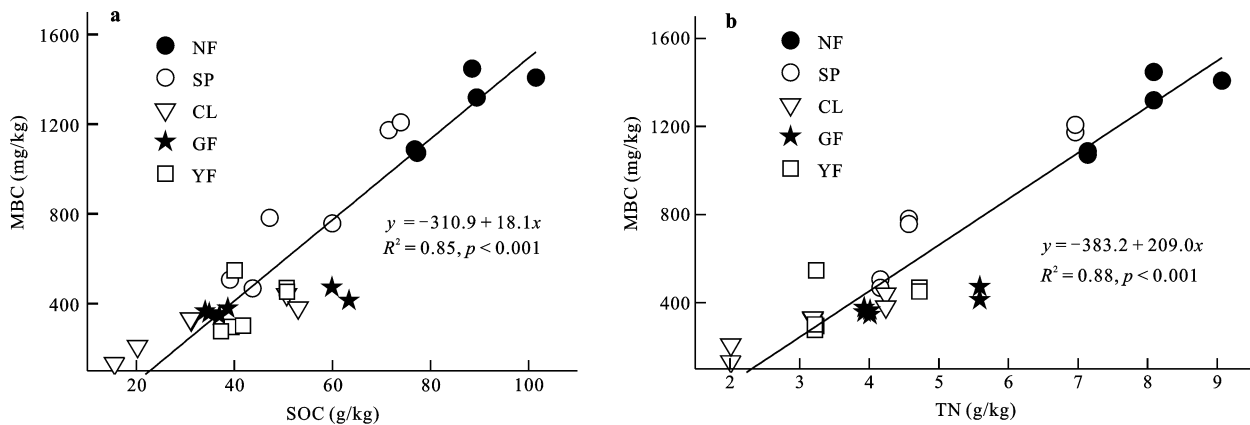 a
1600
1200
800
400
MBC (mg/kg)
NF
SP
CL
GF
YF
y = −310.9 + 18.1x
R² = 0.85, p < 0.001
20 40 60 80 100
SOC (g/kg)
b
1600
1200
800
400
MBC (mg/kg)
NF
SP
CL
GF
YF
y = −383.2 + 209.0x
R² = 0.88, p < 0.001
2 3 4 5 6 7 8 9
TN (g/kg)